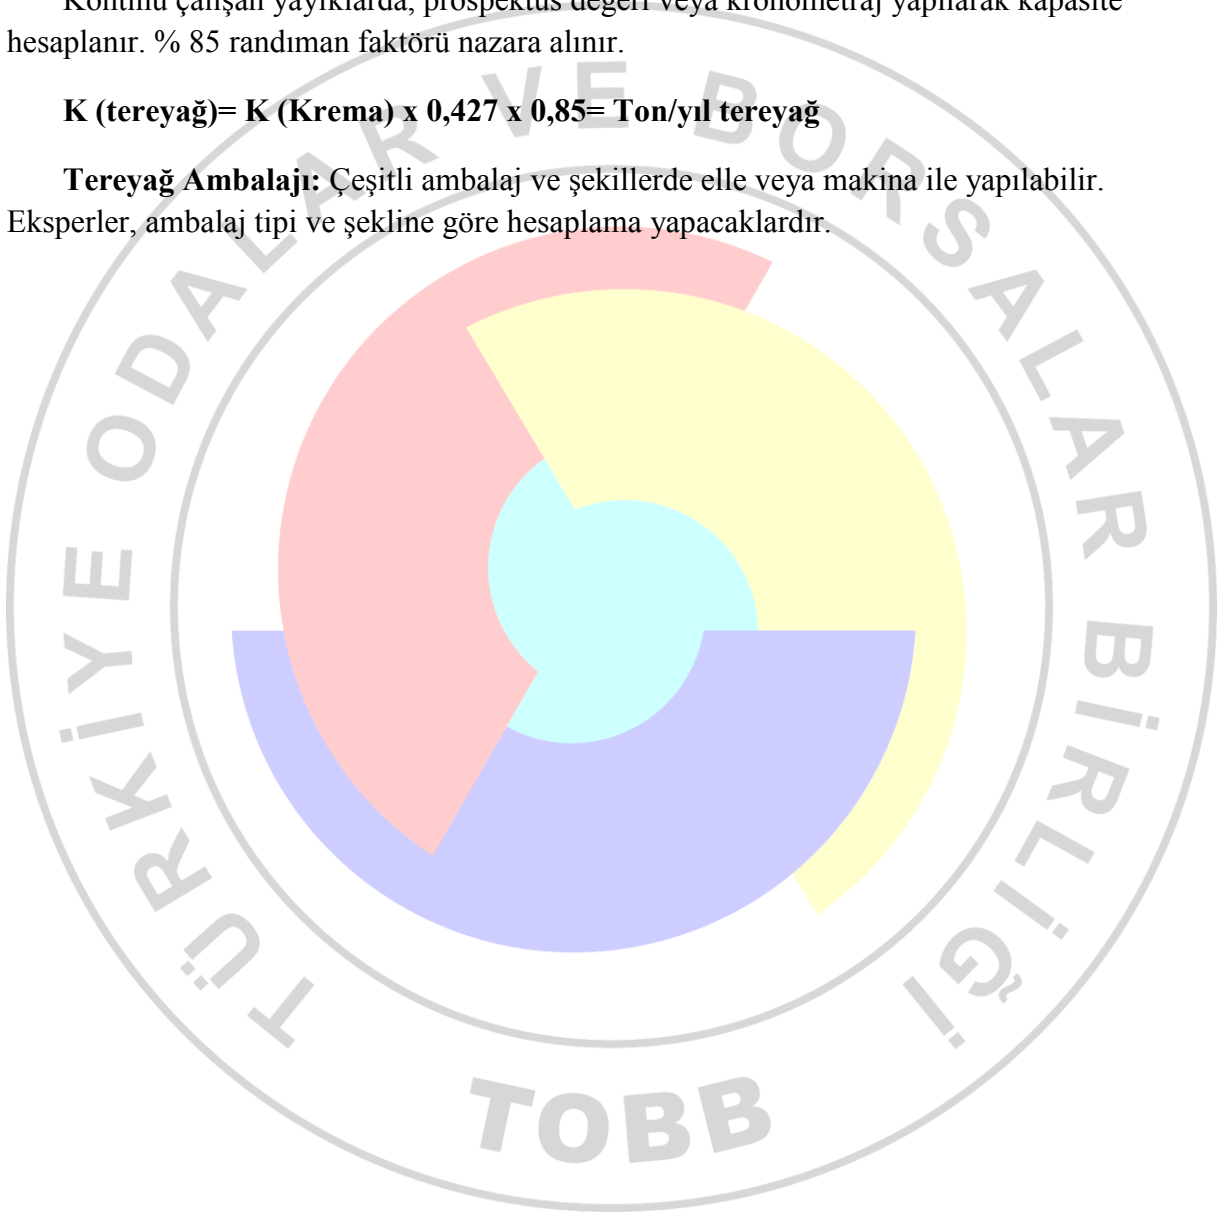 Kontinü çalışan yayıklarda, prospektüs değeri veya kronometraj yapılarak kapasite
hesaplanır. % 85 randıman faktörü nazara alınır.
K (tereyağ)= K (Krema) x 0,427 x 0,85= Ton/yıl tereyağ
Tereyağ Ambalajı: Çeşitli ambalaj ve şekillerde elle veya makina ile yapılabilir.
Eksperler, ambalaj tipi ve şekline göre hesaplama yapacaklardır.
TÜRKİYE ODALAR VE BORSALAR BİRLİĞİ
TOBB